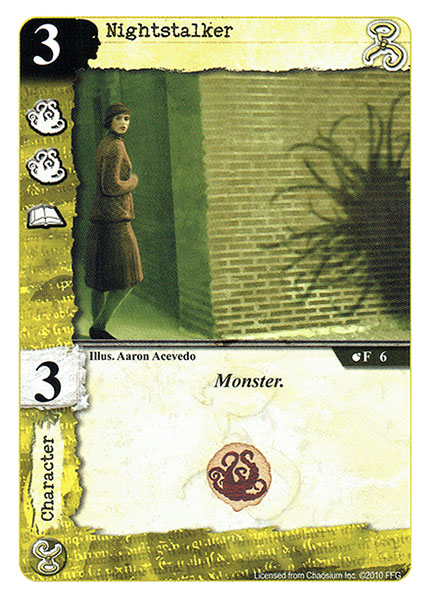 3
Nightstalker
Illus. Aaron Acevedo
F 6
3
Monster.
Character
Licensed from Chaosium Inc. ©2010 FFG